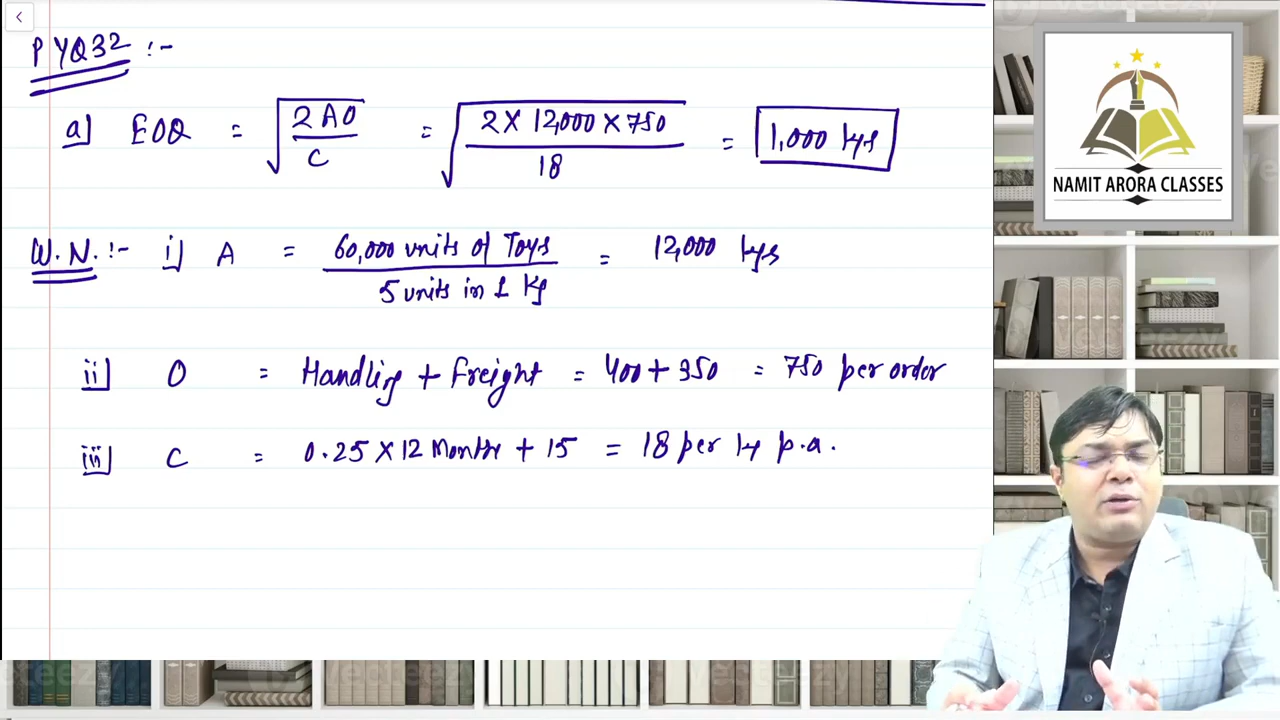 PYQ32 :-
a] EOQ = √(2AO / C) = √(2 X 12,000 X 750 / 18) = 1,000 kgs
W.N. :- i] A = 60,000 units of Toys / 5 units in 1 Kg = 12,000 kgs
ii] O = Handling + Freight = 400 + 350 = 750 per order
iii] C = 0.25 X 12 Months + 15 = 18 per kg p.a.
NAMIT ARORA CLASSES